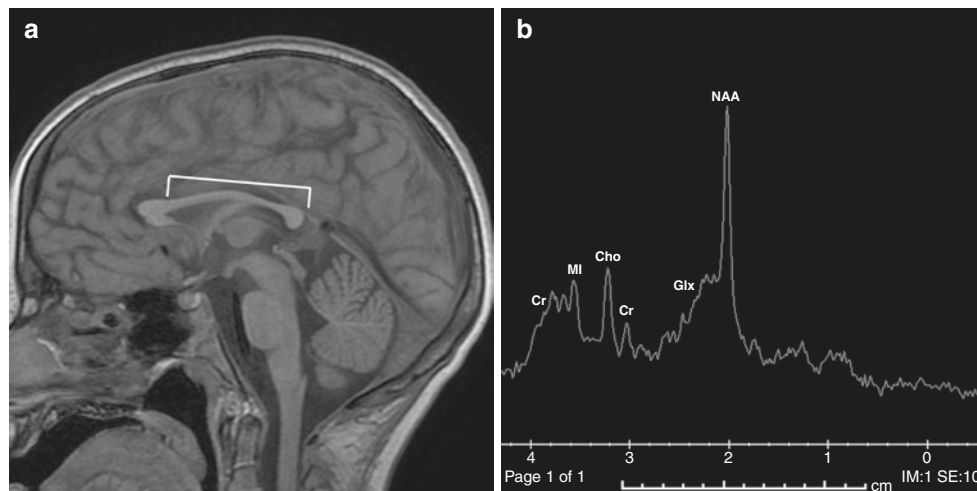 a
b
NAA
Cho
MI
Glx
Cr
Cr
4 3 2 1 0
Page 1 of 1
cm
IM:1 SE:10